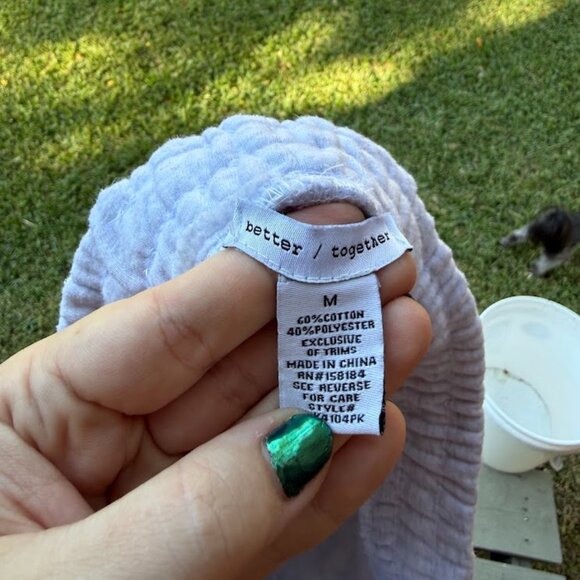 better / together
M
60%COTTON
40%POLYESTER
EXCLUSIVE
OF TRIMS
MADE IN CHINA
RN#158184
SEE REVERSE
FOR CARE
STYLE#